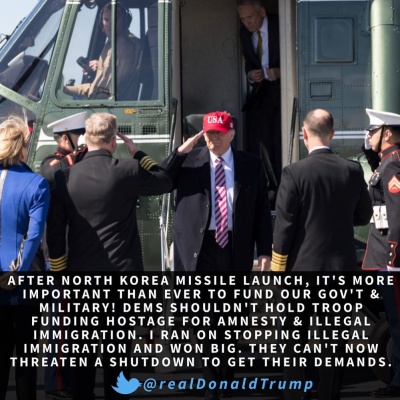 USA
AFTER NORTH KOREA MISSILE LAUNCH, IT'S MORE
IMPORTANT THAN EVER TO FUND OUR GOV'T &
MILITARY! DEMS SHOULDN'T HOLD TROOP
FUNDING HOSTAGE FOR AMNESTY & ILLEGAL
IMMIGRATION. I RAN ON STOPPING ILLEGAL
IMMIGRATION AND WON BIG. THEY CAN'T NOW
THREATEN A SHUTDOWN TO GET THEIR DEMANDS.
@realDonaldTrump